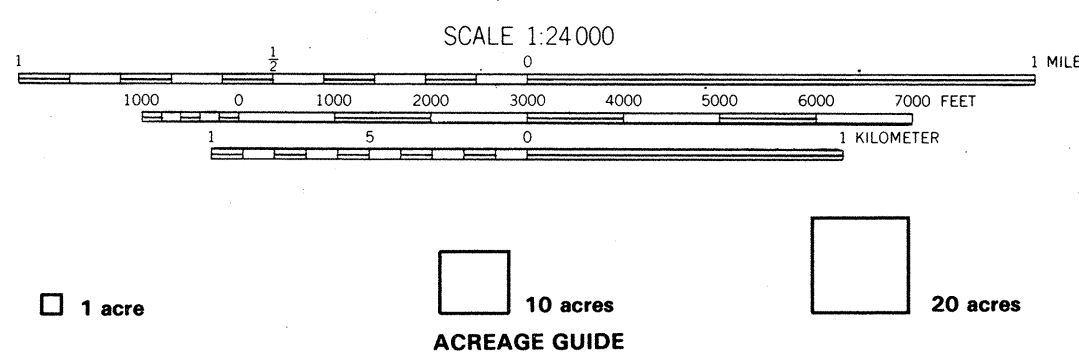 SCALE 1:24 000
1 1/2 0 1 MILE
1000 0 1000 2000 3000 4000 5000 6000 7000 FEET
1 5 0 1 KILOMETER
1 acre 10 acres 20 acres
ACREAGE GUIDE